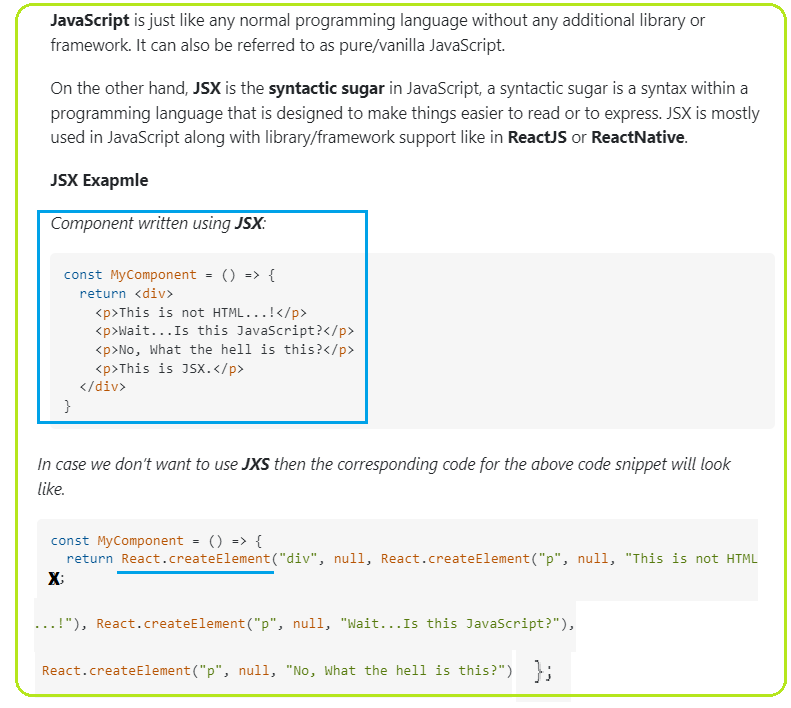 JavaScript is just like any normal programming language without any additional library or
framework. It can also be referred to as pure/vanilla JavaScript.
On the other hand, JSX is the syntactic sugar in JavaScript, a syntactic sugar is a syntax within a
programming language that is designed to make things easier to read or to express. JSX is mostly
used in JavaScript along with library/framework support like in ReactJS or ReactNative.
JSX Exapmle
Component written using JSX:
const MyComponent = () => {
  return <div>
    <p>This is not HTML...!</p>
    <p>Wait...Is this JavaScript?</p>
    <p>No, What the hell is this?</p>
    <p>This is JSX.</p>
  </div>
}
In case we don't want to use JXS then the corresponding code for the above code snippet will look
like.
const MyComponent = () => {
  return React.createElement("div", null, React.createElement("p", null, "This is not HTML
X;
...!"), React.createElement("p", null, "Wait...Is this JavaScript?"),
React.createElement("p", null, "No, What the hell is this?") };